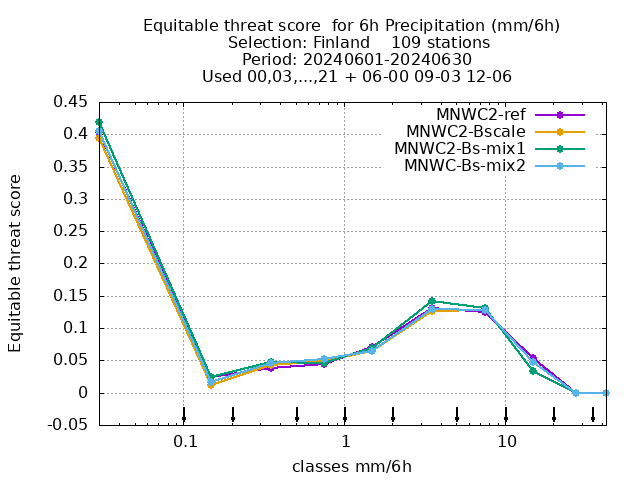 Equitable threat score  for 6h Precipitation (mm/6h)
Selection: Finland    109 stations
Period: 20240601-20240630
Used 00,03,...,21 + 06-00 09-03 12-06
MNWC2-ref
MNWC2-Bscale
MNWC2-Bs-mix1
MNWC-Bs-mix2
0.45
0.4
0.35
0.3
0.25
0.2
0.15
0.1
0.05
0
-0.05
Equitable threat score
0.1 1 10
classes mm/6h